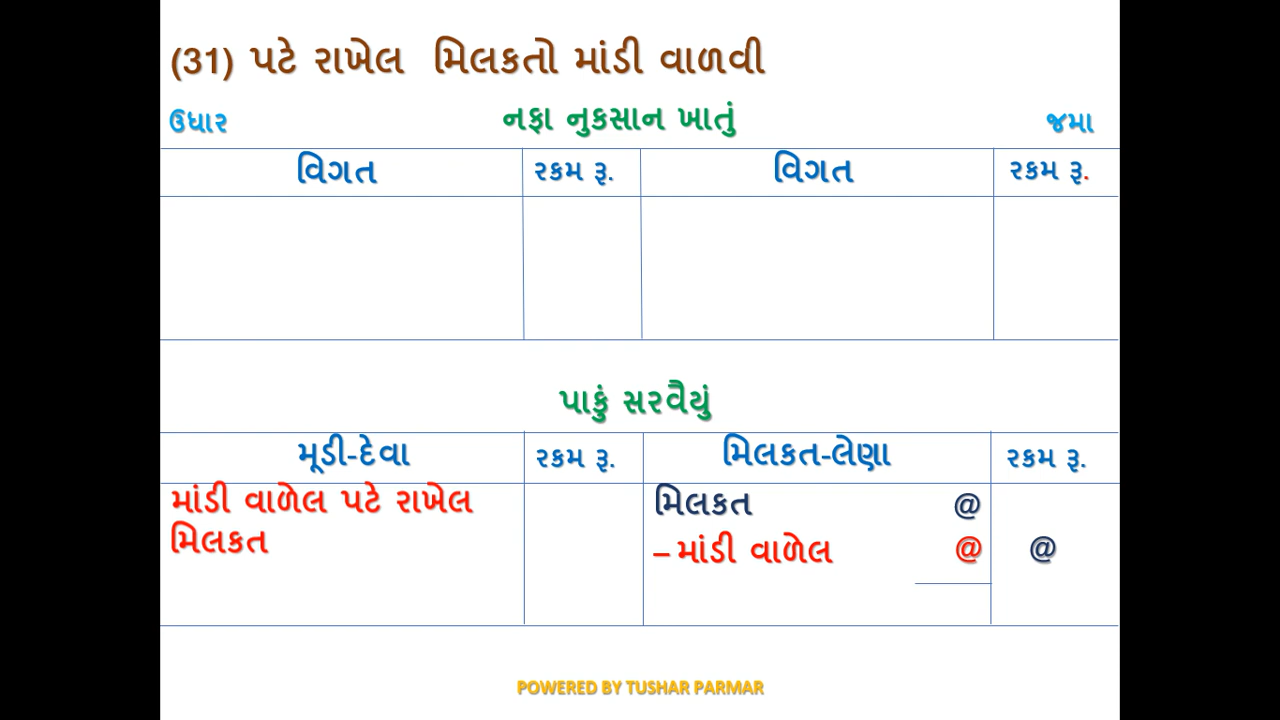 (31) પટે રાખેલ મિલકતો માંડી વાળવી
ઉધાર નફા નુકસાન ખાતું જમા
વિગત રકમ રૂ. વિગત રકમ રૂ.
પાકું સરવૈયું
મૂડી-દેવા રકમ રૂ. મિલકત-લેણા રકમ રૂ.
માંડી વાળેલ પટે રાખેલ મિલકત @
મિલકત – માંડી વાળેલ @ @
POWERED BY TUSHAR PARMAR